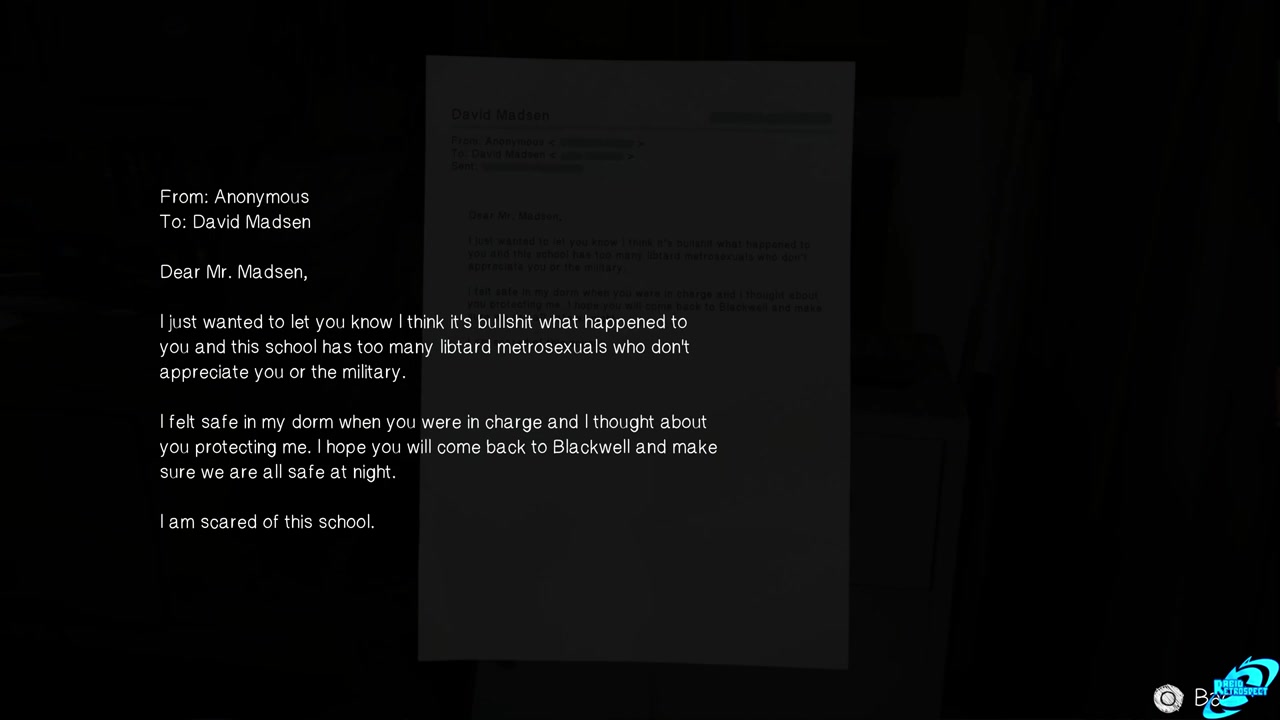 David Madsen
From: Anonymous < >
To: David Madsen < >
Sent:
Dear Mr. Madsen,
I just wanted to let you know I think it's bullshit what happened to
you and this school has too many libtard metrosexuals who don't
appreciate you or the military.
I felt safe in my dorm when you were in charge and I thought about
you protecting me. I hope you will come back to Blackwell and make
From: Anonymous
To: David Madsen
Dear Mr. Madsen,
I just wanted to let you know I think it's bullshit what happened to
you and this school has too many libtard metrosexuals who don't
appreciate you or the military.
I felt safe in my dorm when you were in charge and I thought about
you protecting me. I hope you will come back to Blackwell and make
sure we are all safe at night.
I am scared of this school.
RETROSPECT